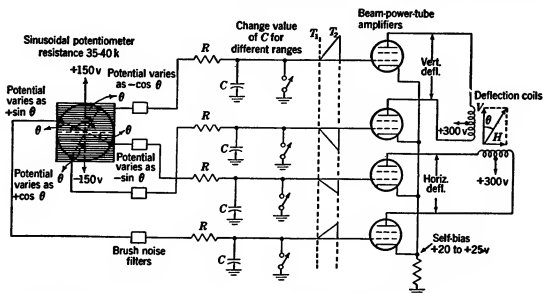 Sinusoidal potentiometer
resistance 35-40 k
+150 v
Potential varies
as -cos θ
Potential
varies as
+sin θ
θ
θ
θ
θ
-150 v
Potential
varies as
+cos θ
Potential
varies as
-sin θ
Brush noise
filters
R
R
R
R
C
C
C
C
Change value
of C for
different ranges
T₁
T₂
Beam-power-tube
amplifiers
Vert.
defl.
Horiz.
defl.
Deflection coils
V
θ
H
+300 v
+300 v
Self-bias
+20 to +25v